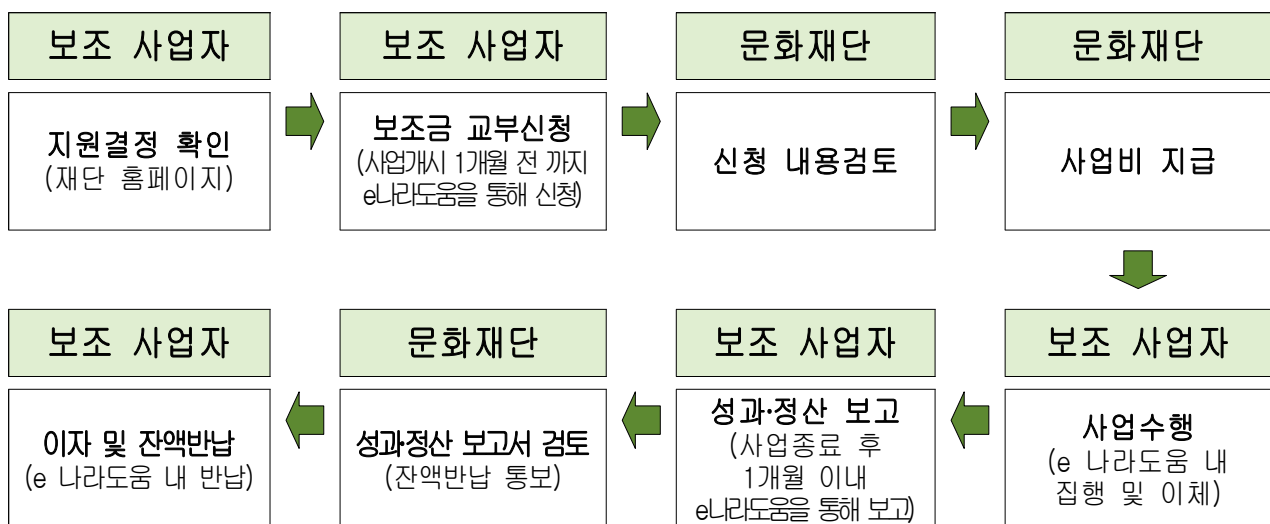 보조 사업자
지원결정 확인
(재단 홈페이지)
보조 사업자
보조금 교부신청
(사업개시 1개월 전 까지
e나라도움을 통해 신청)
문화재단
신청 내용검토
문화재단
사업비 지급
보조 사업자
사업수행
(e 나라도움 내
집행 및 이체)
보조 사업자
성과·정산 보고
(사업종료 후
1개월 이내
e나라도움을 통해 보고)
문화재단
성과·정산 보고서 검토
(잔액반납 통보)
보조 사업자
이자 및 잔액반납
(e 나라도움 내 반납)